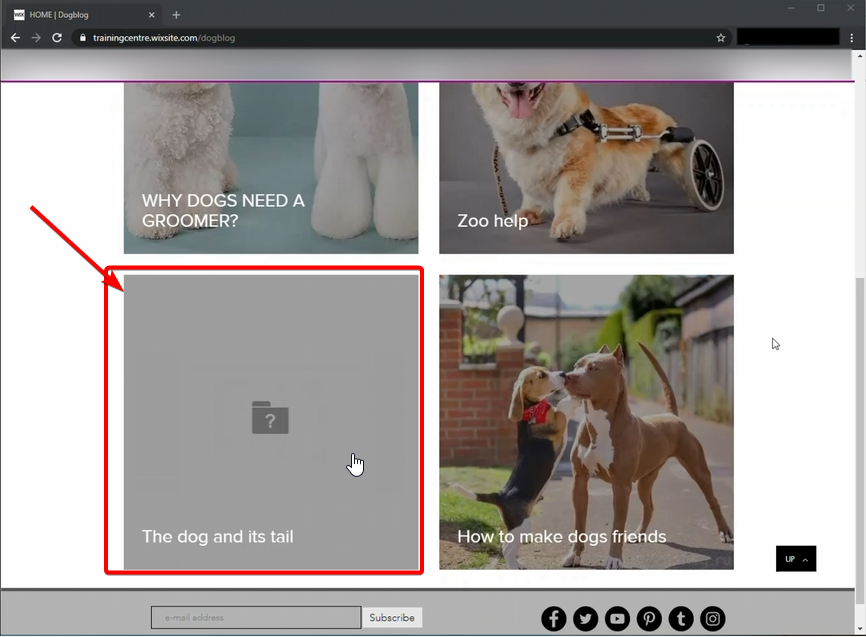 WIX
HOME | Dogblog
trainingcentre.wixsite.com/dogblog
WHY DOGS NEED A
GROOMER?
Zoo help
?
The dog and its tail
How to make dogs friends
UP
e-mail address
Subscribe